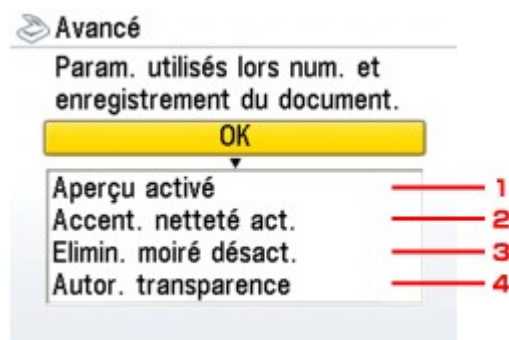 Avancé
Param. utilisés lors num. et
enregistrement du document.
OK
Aperçu activé 1
Accent. netteté act. 2
Elimin. moiré désact. 3
Autor. transparence 4